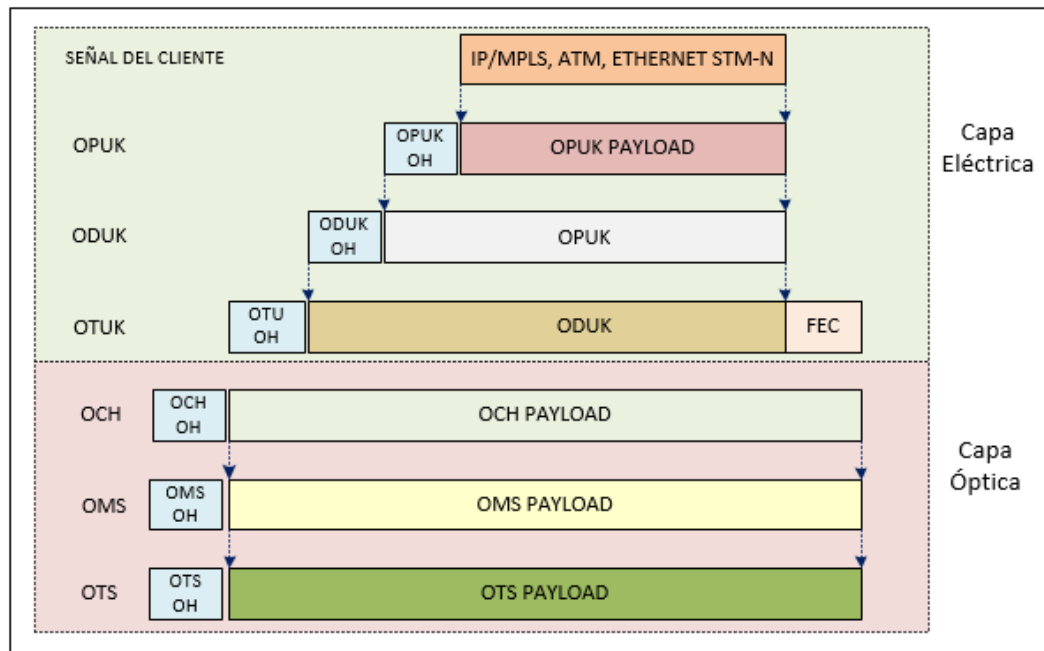 SEÑAL DEL CLIENTE
IP/MPLS, ATM, ETHERNET STM-N
OPUK
OPUK
OH
OPUK PAYLOAD
Capa
Eléctrica
ODUK
ODUK
OH
OPUK
OTUK
OTU
OH
ODUK
FEC
OCH
OCH
OH
OCH PAYLOAD
Capa
Óptica
OMS
OMS
OH
OMS PAYLOAD
OTS
OTS
OH
OTS PAYLOAD